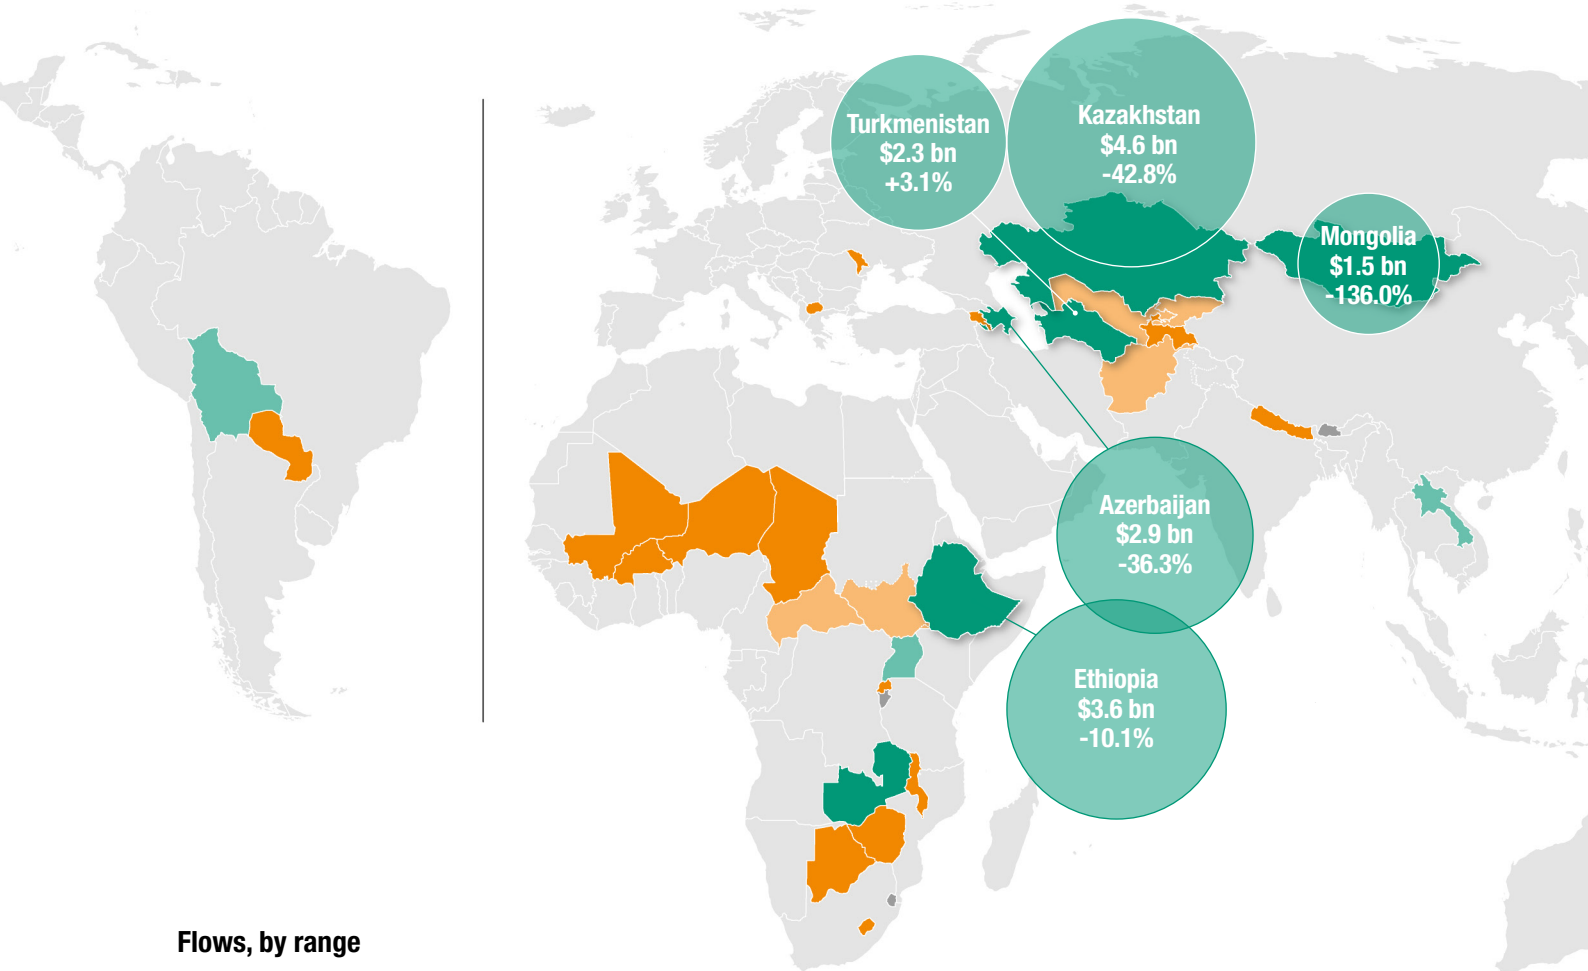 Turkmenistan
$2.3 bn
+3.1%
Kazakhstan
$4.6 bn
-42.8%
Mongolia
$1.5 bn
-136.0%
Azerbaijan
$2.9 bn
-36.3%
Ethiopia
$3.6 bn
-10.1%
Flows, by range